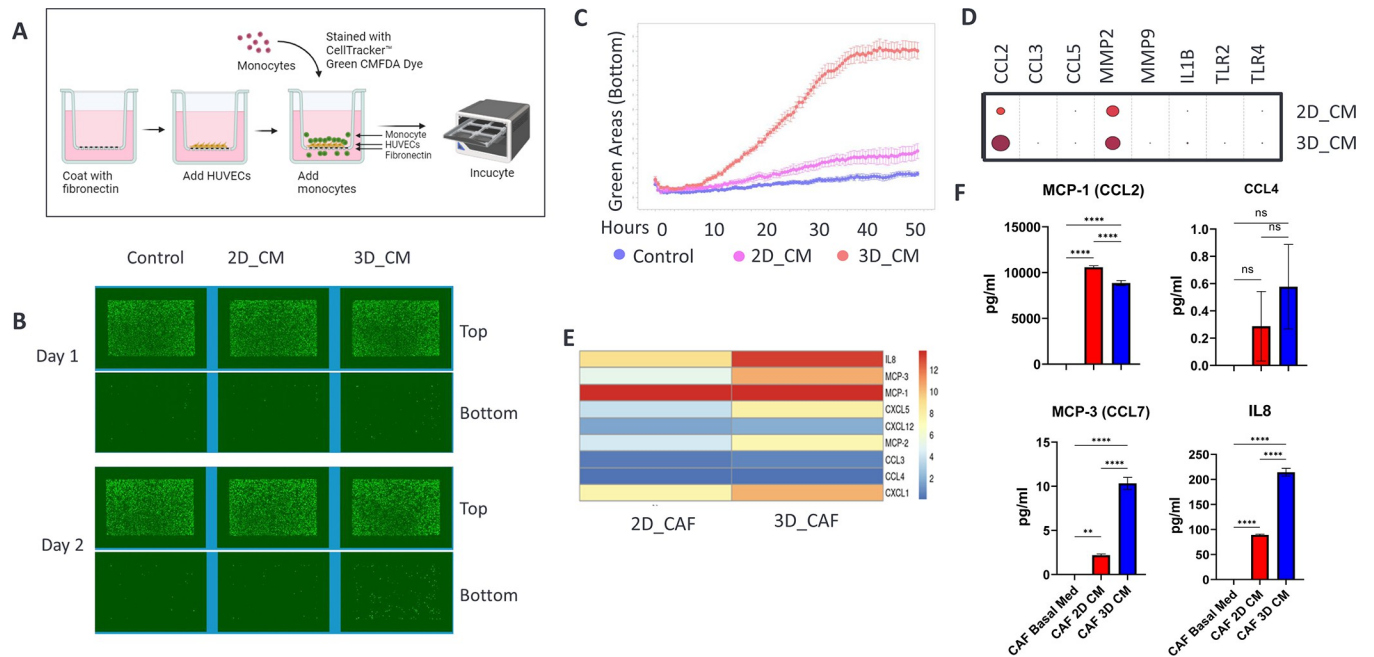 A
Stained with
CellTracker™
Green CMFDA Dye
Monocytes
Monocyte
HUVECs
Fibronectin
Coat with
fibronectin
Add HUVECs
Add
monocytes
Incucyte
B
Control 2D_CM 3D_CM
Day 1
Top
Bottom
Day 2
Top
Bottom
C
Green Areas (Bottom)
Hours 0 10 20 30 40 50
Control 2D_CM 3D_CM
D
CCL2 CCL3 CCL5 MMP2 MMP9 IL1B TLR2 TLR4
2D_CM
3D_CM
E
IL8
MCP-3
MCP-1
CXCL5
CXCL12
MCP-2
CCL3
CCL4
CXCL1
12
10
8
6
4
2
2D_CAF 3D_CAF
F
MCP-1 (CCL2)
pg/ml
15000
10000
5000
0
****
****
****
CCL4
pg/ml
1.0
0.8
0.6
0.4
0.2
0.0
ns
ns
ns
MCP-3 (CCL7)
pg/ml
15
10
5
0
****
****
**
CAF Basal Med
CAF 2D CM
CAF 3D CM
IL8
pg/ml
250
200
150
100
50
0
****
****
****
CAF Basal Med
CAF 2D CM
CAF 3D CM